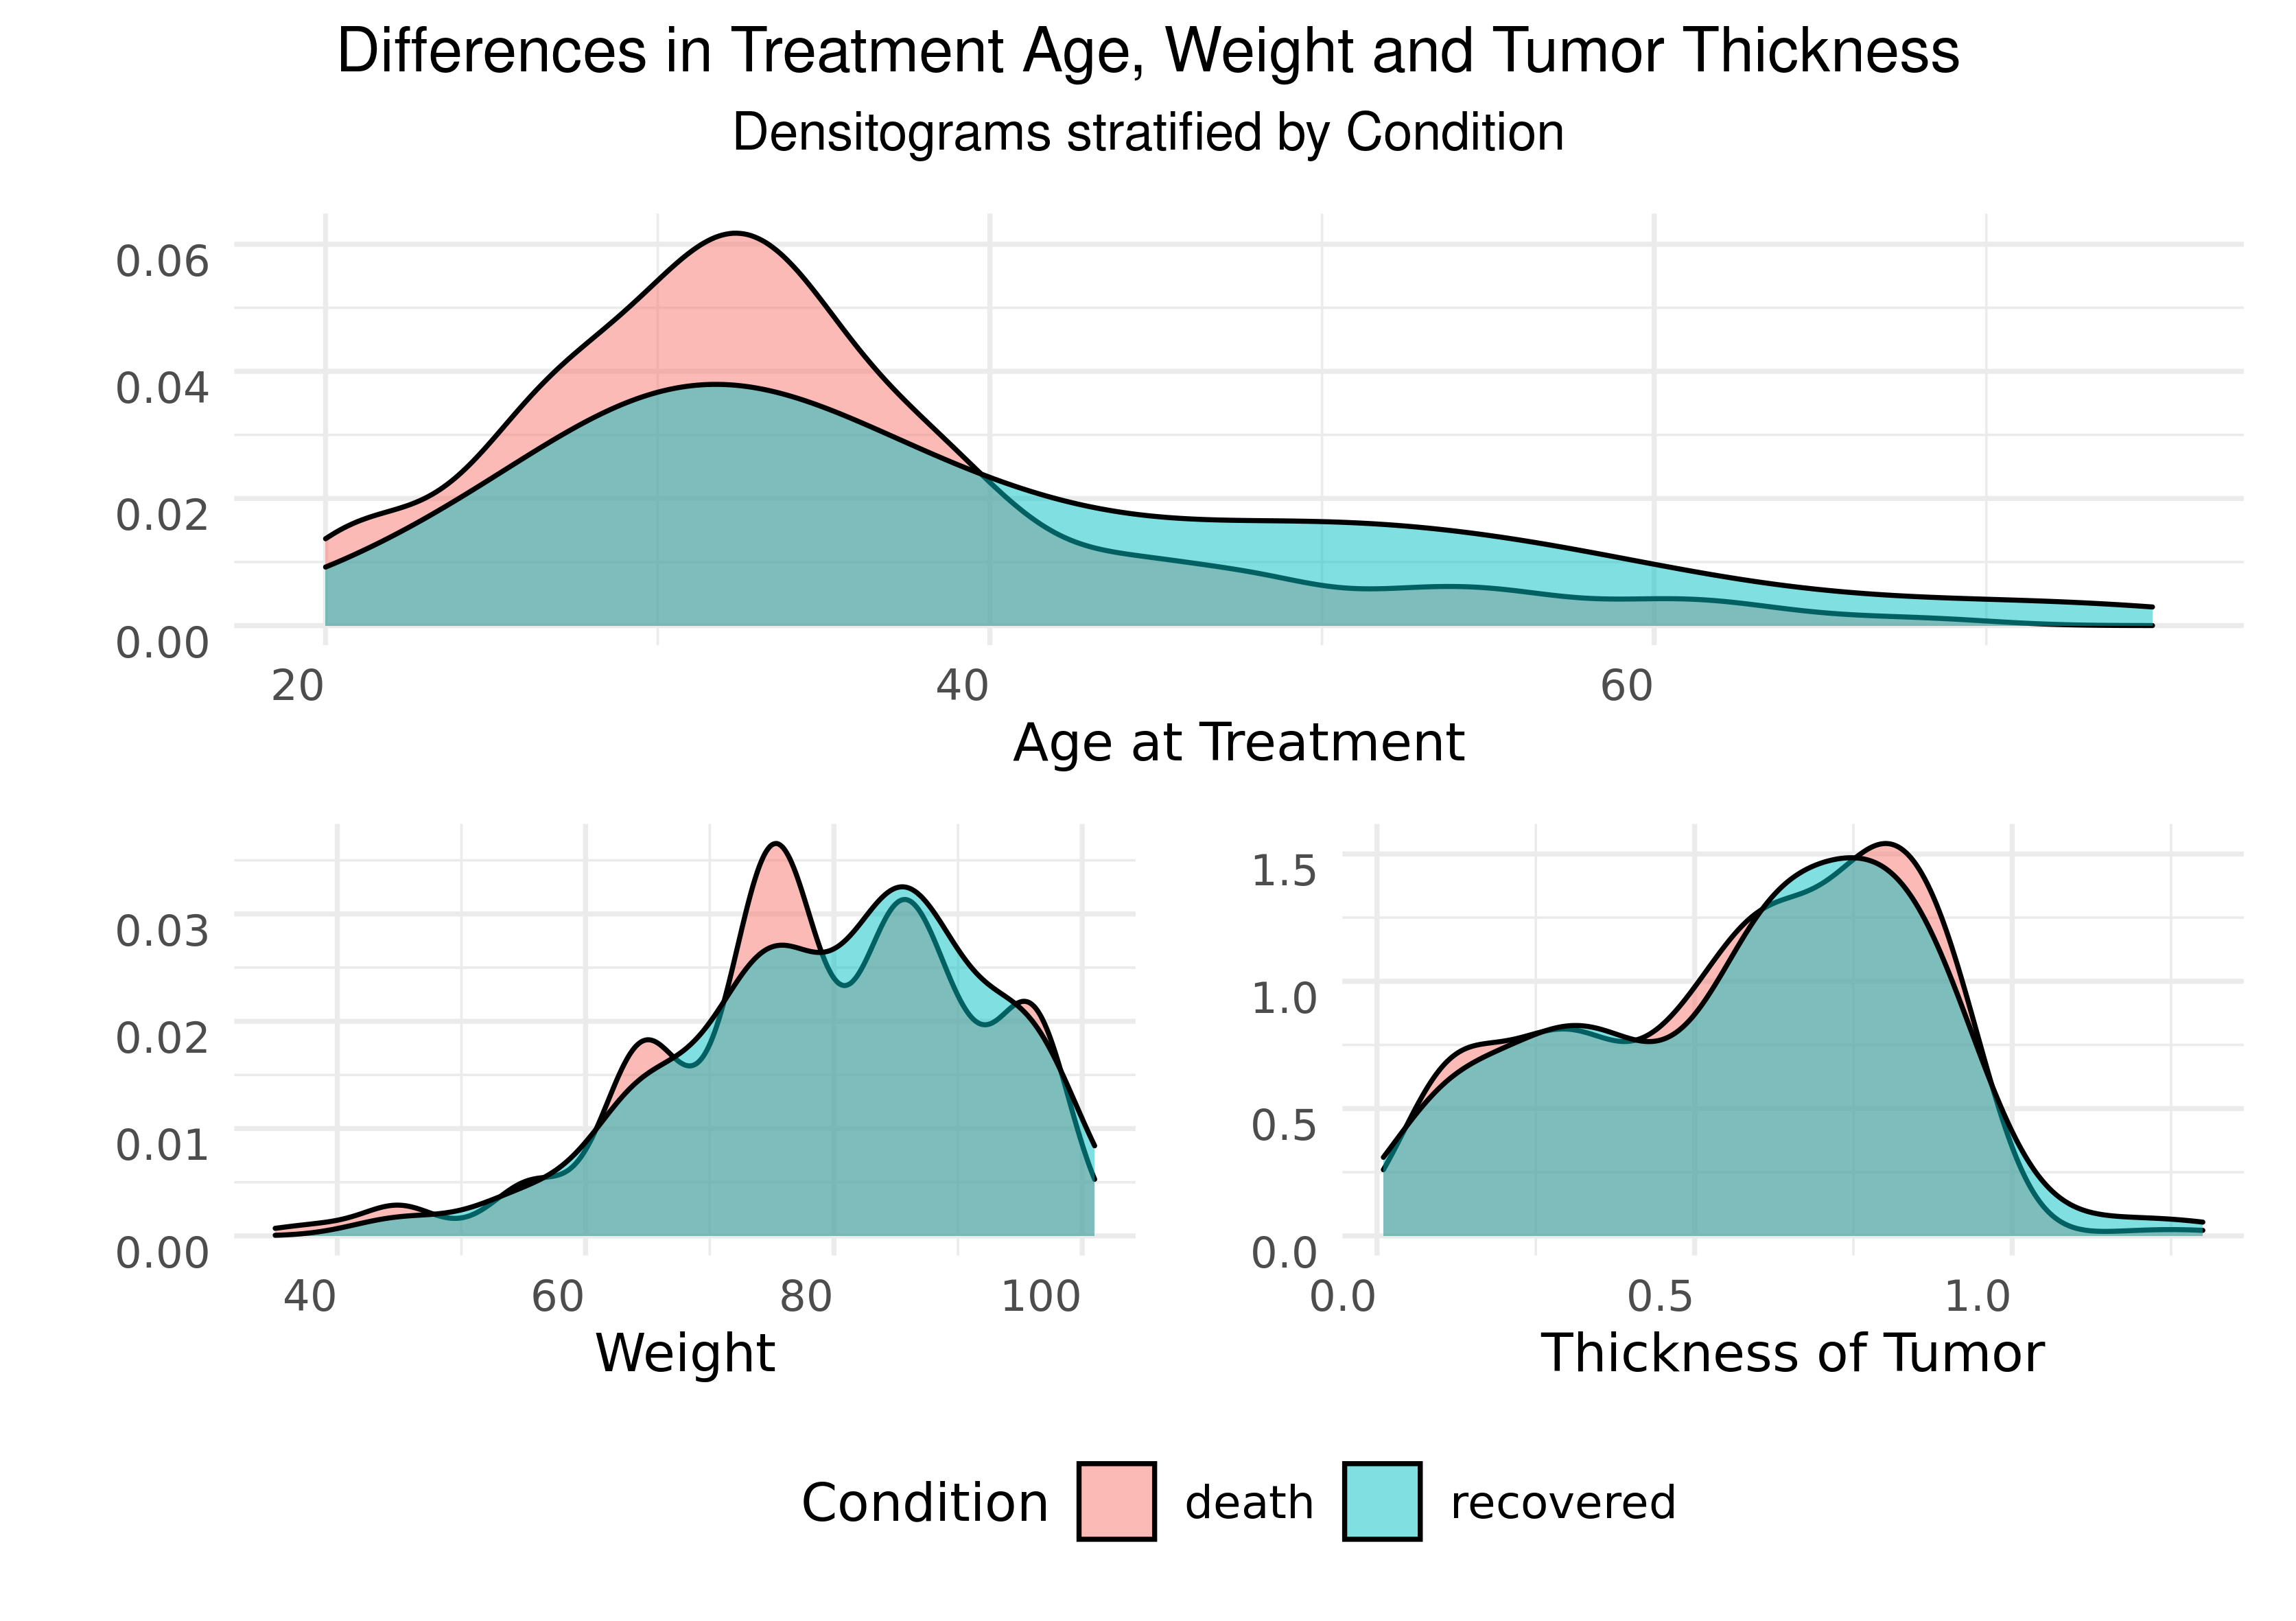 Differences in Treatment Age, Weight and Tumor Thickness
Densitograms stratified by Condition
0.06
0.04
0.02
0.00
20 40 60
Age at Treatment
0.03
0.02
0.01
0.00
40 60 80 100
Weight
1.5
1.0
0.5
0.0
0.0 0.5 1.0
Thickness of Tumor
Condition death recovered